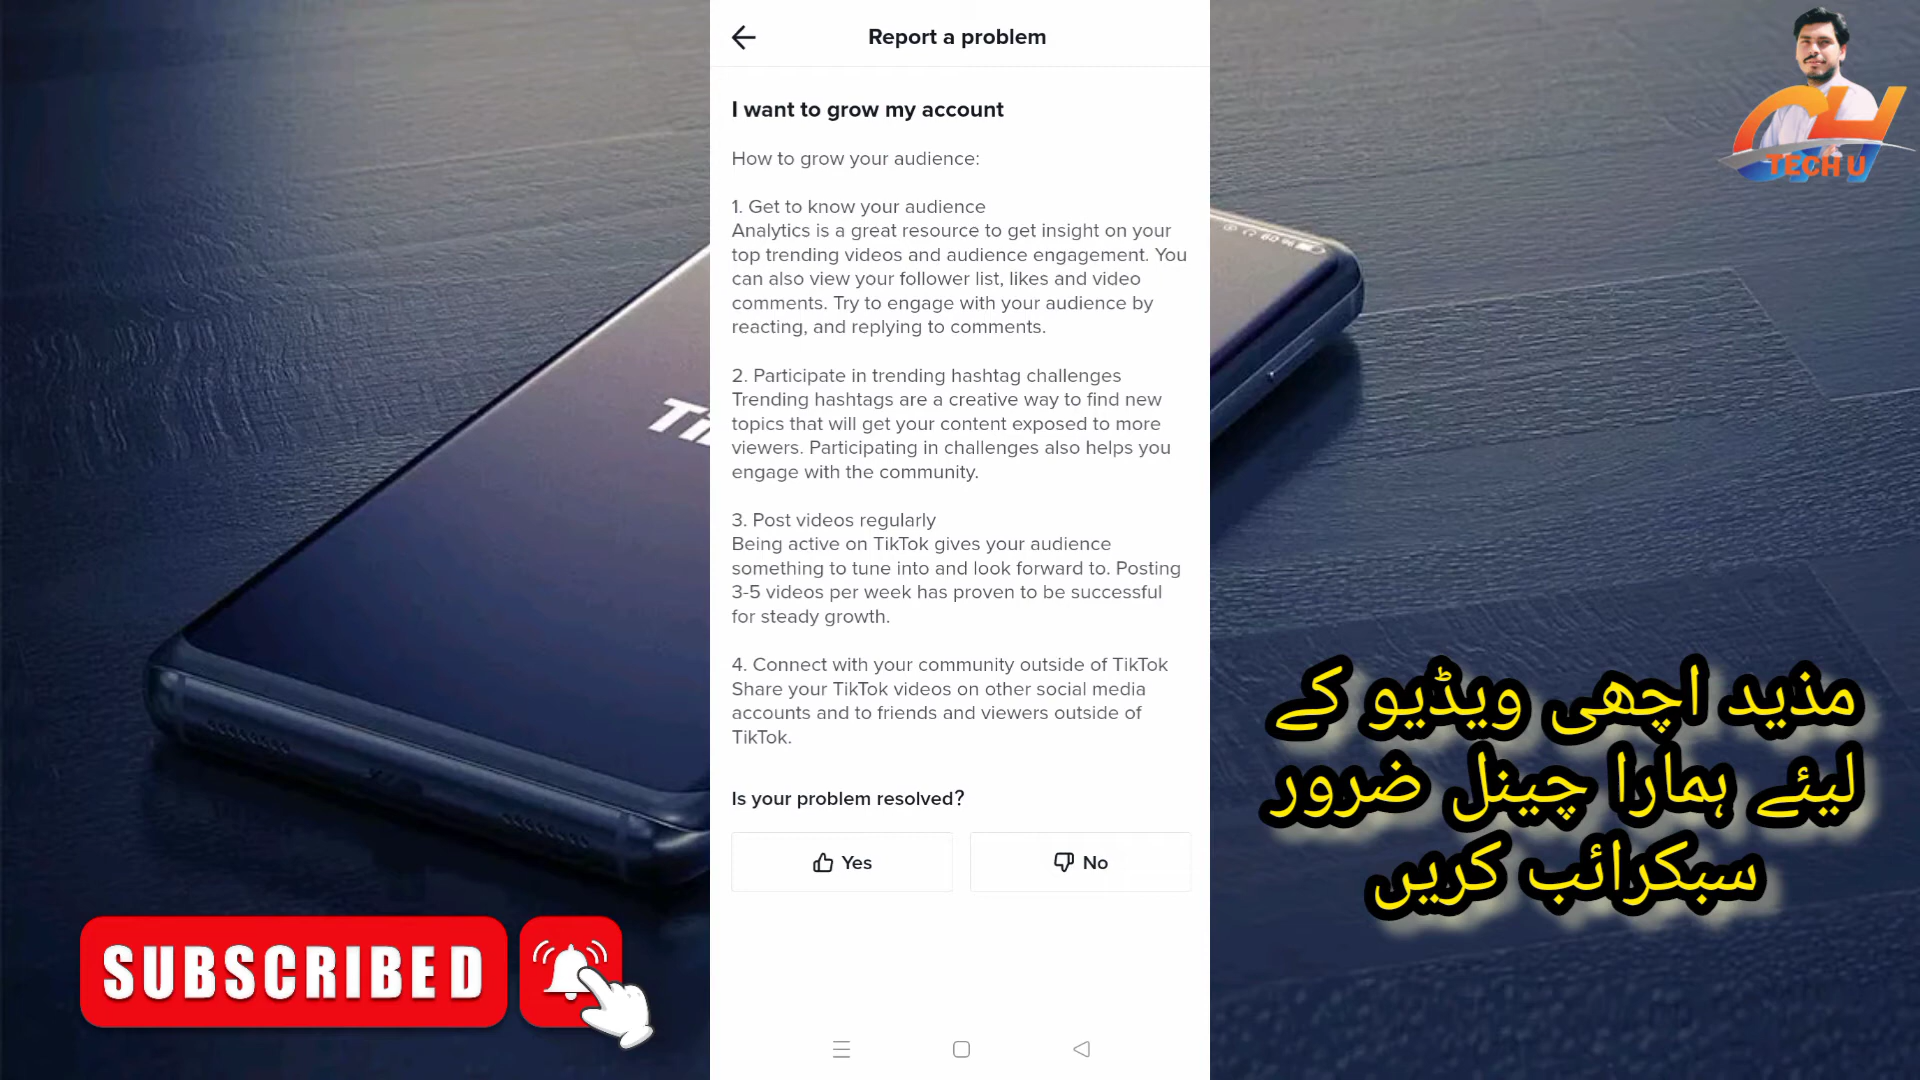 Report a problem
I want to grow my account
How to grow your audience:
1. Get to know your audience
Analytics is a great resource to get insight on your
top trending videos and audience engagement. You
can also view your follower list, likes and video
comments. Try to engage with your audience by
reacting, and replying to comments.
2. Participate in trending hashtag challenges
Trending hashtags are a creative way to find new
topics that will get your content exposed to more
viewers. Participating in challenges also helps you
engage with the community.
3. Post videos regularly
Being active on TikTok gives your audience
something to tune into and look forward to. Posting
3-5 videos per week has proven to be successful
for steady growth.
4. Connect with your community outside of TikTok
Share your TikTok videos on other social media
accounts and to friends and viewers outside of
TikTok.
Is your problem resolved?
Yes
No
TECH U
مذید اچھی ویڈیو کے
لیئے ہمارا چینل ضرور
سبکرائب کریں
SUBSCRIBED